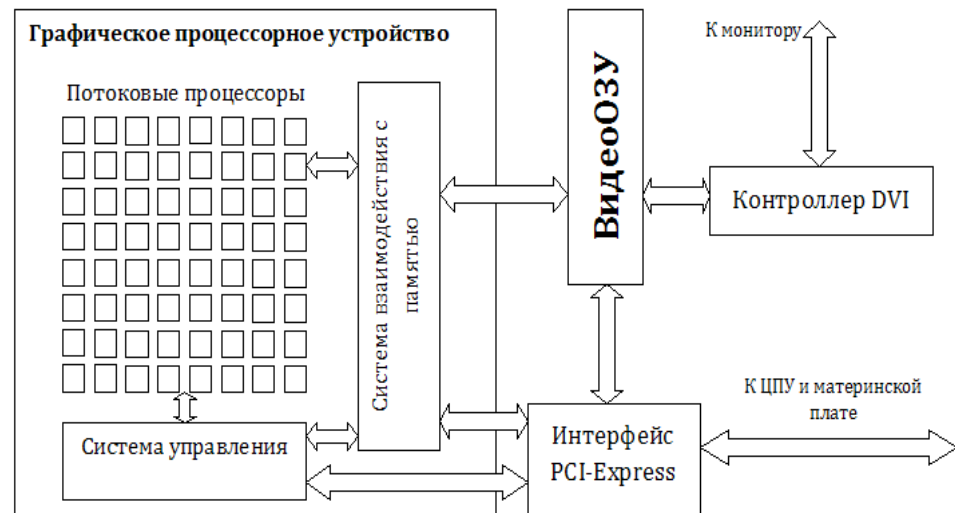 Графическое процессорное устройство
Потоковые процессоры
Система взаимодействия с
памятью
Система управления
ВидеоОЗУ
К монитору
Контроллер DVI
Интерфейс
PCI-Express
К ЦПУ и материнской
плате